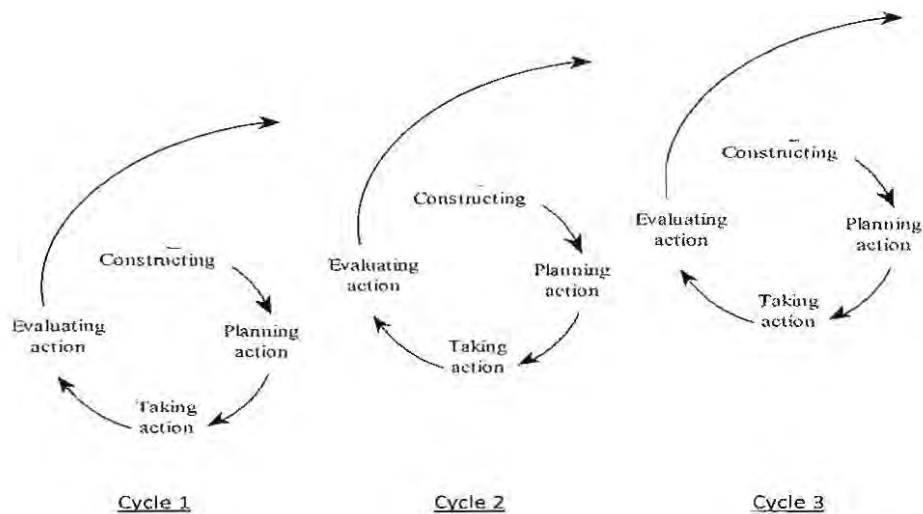 Constructing
Planning
action
Taking
action
Evaluating
action
Cycle 1
Constructing
Planning
action
Taking
action
Evaluating
action
Cycle 2
Constructing
Planning
action
Taking
action
Evaluating
action
Cycle 3